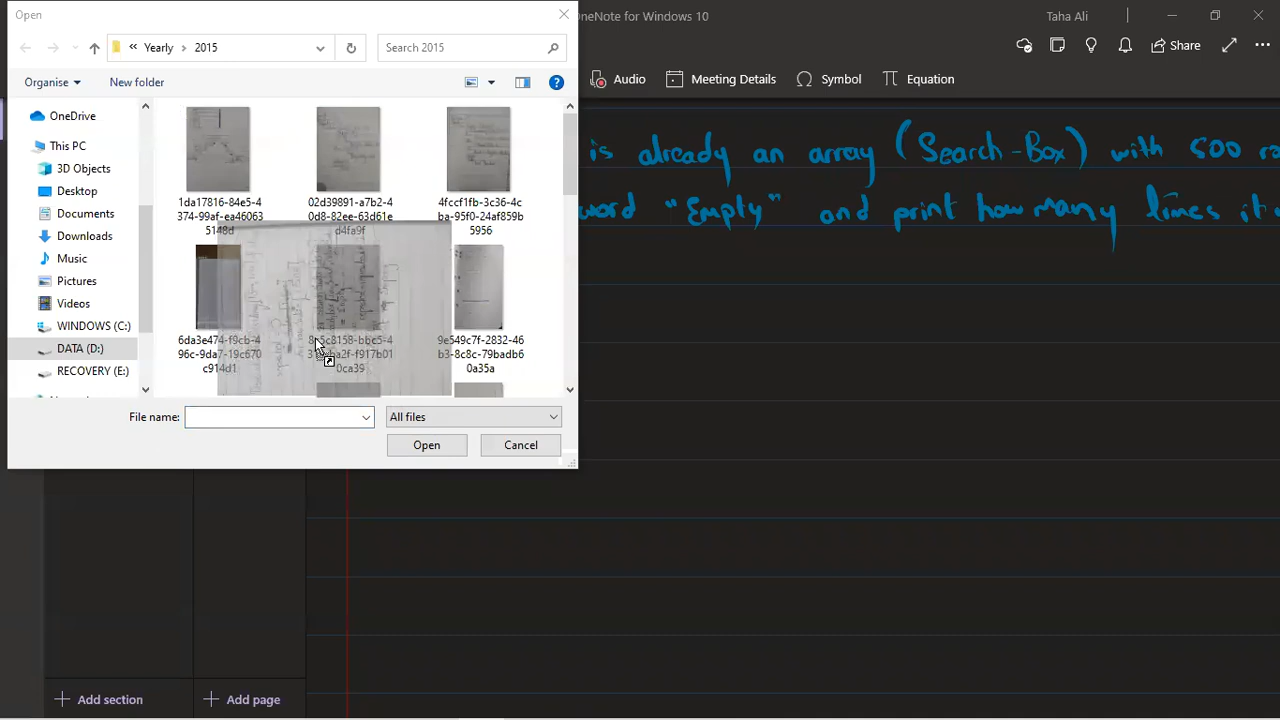 Open
OneNote for Windows 10
Taha Ali
Yearly
2015
Search 2015
Share
Organise
New folder
Audio
Meeting Details
Symbol
Equation
OneDrive
This PC
3D Objects
Desktop
Documents
Downloads
Music
Pictures
Videos
WINDOWS (C:)
DATA (D:)
RECOVERY (E:)
1da17816-84e5-4
374-99af-ea46063
5148d
02d39891-a7b2-4
0d8-82ee-63d61e
d4fa9f
4fccf1fb-3c36-4c
ba-95f0-24af859b
5956
6da3e474-f9cb-4
96c-9da7-19c670
c914d1
0ca39
9e549c7f-2832-46
b3-8c8c-79badb6
0a35a
is already an array (Search-Box) with 500
word "Empty" and print how many times it
File name:
All files
Open
Cancel
Add section
Add page